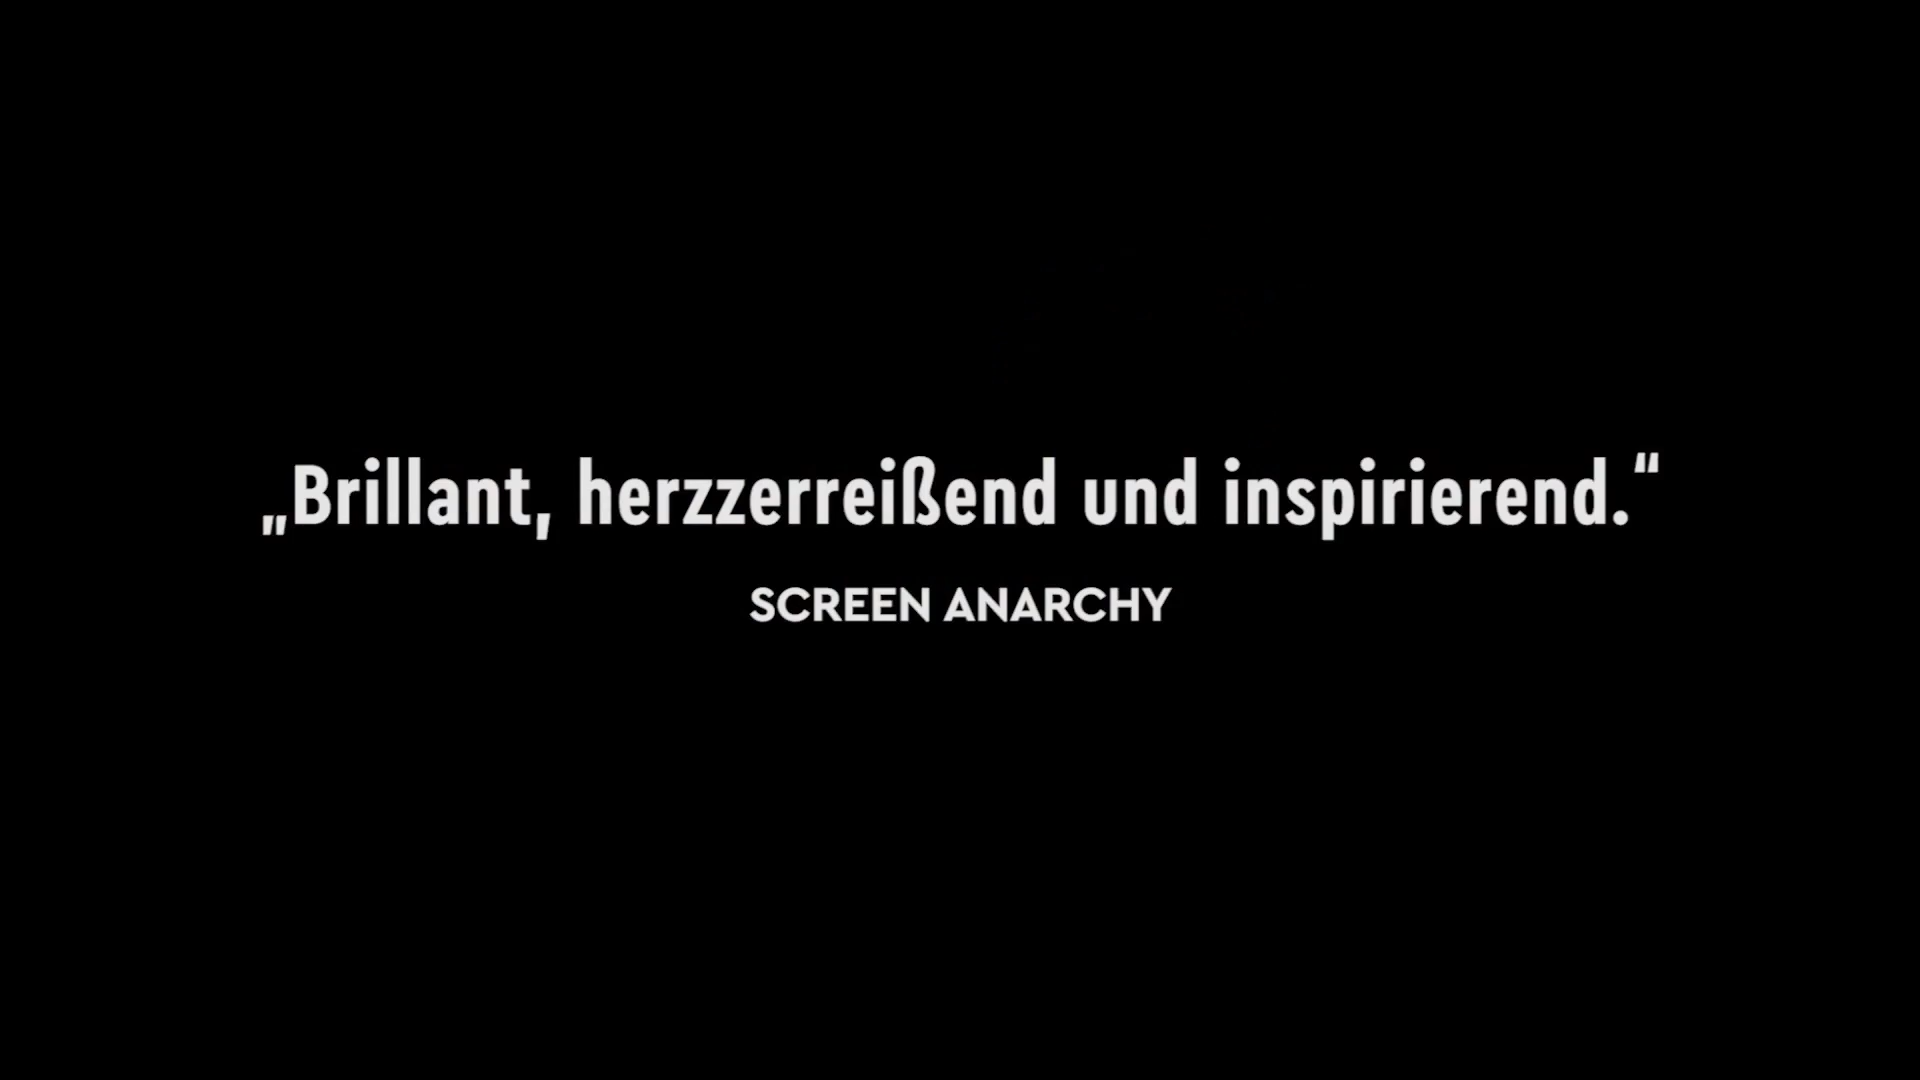 „Brillant, herzzerreißend und inspirierend.“
SCREEN ANARCHY